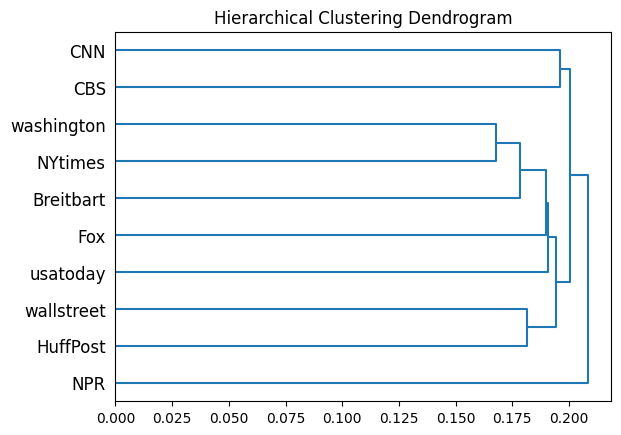 Hierarchical Clustering Dendrogram
CNN
CBS
washington
NYtimes
Breitbart
Fox
usatoday
wallstreet
HuffPost
NPR
0.000 0.025 0.050 0.075 0.100 0.125 0.150 0.175 0.200